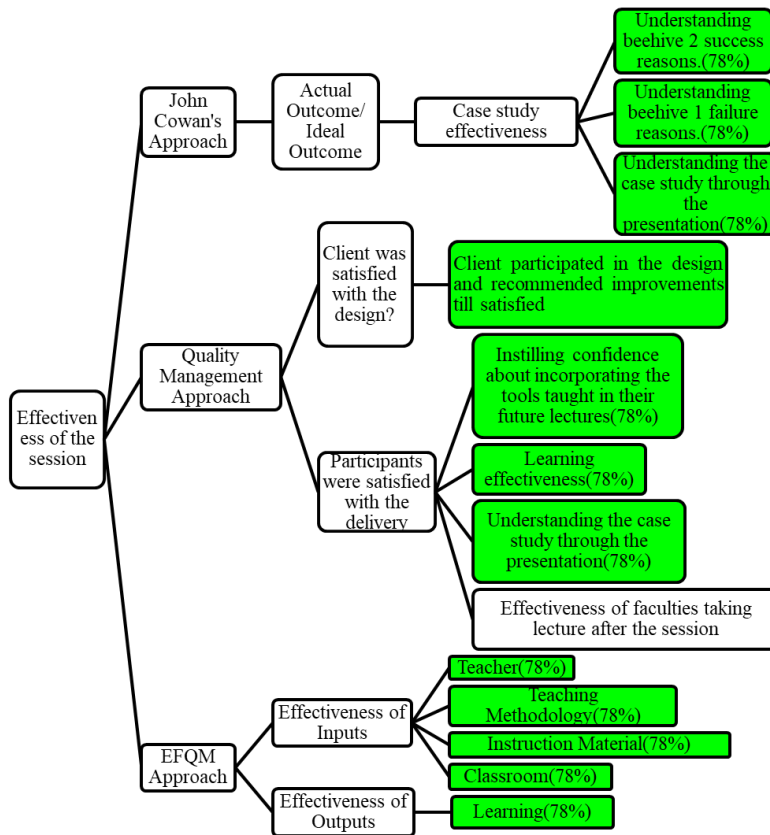 Effectiven
ess of the
session
John
Cowan's
Approach
Actual
Outcome/
Ideal
Outcome
Case study
effectiveness
Understanding
beehive 2 success
reasons.(78%)
Understanding
beehive 1 failure
reasons.(78%)
Understanding the
case study through
the
presentation(78%)
Quality
Management
Approach
Client was
satisfied
with the
design?
Client participated in the design
and recommended improvements
till satisfied
Participants
were satisfied
with the
delivery
Instilling confidence
about incorporating the
tools taught in their
future lectures(78%)
Learning
effectiveness(78%)
Understanding the case
study through the
presentation(78%)
Effectiveness of faculties taking
lecture after the session
EFQM
Approach
Effectiveness of
Inputs
Teacher(78%)
Teaching
Methodology(78%)
Instruction Material(78%)
Classroom(78%)
Effectiveness of
Outputs
Learning(78%)